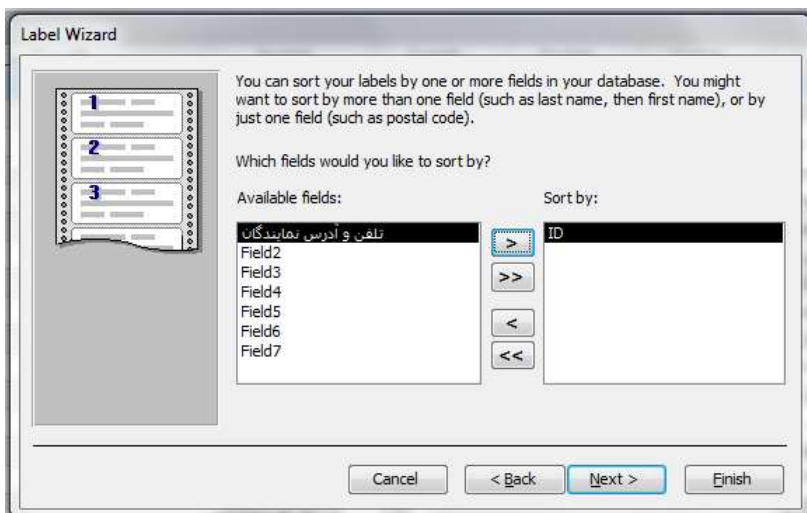 Label Wizard
1
2
3
You can sort your labels by one or more fields in your database. You might
want to sort by more than one field (such as last name, then first name), or by
just one field (such as postal code).
Which fields would you like to sort by?
Available fields:
Sort by:
تلفن و آدرس نمایندگان
Field2
Field3
Field4
Field5
Field6
Field7
>
>>
<
<<
ID
Cancel
< Back
Next >
Finish